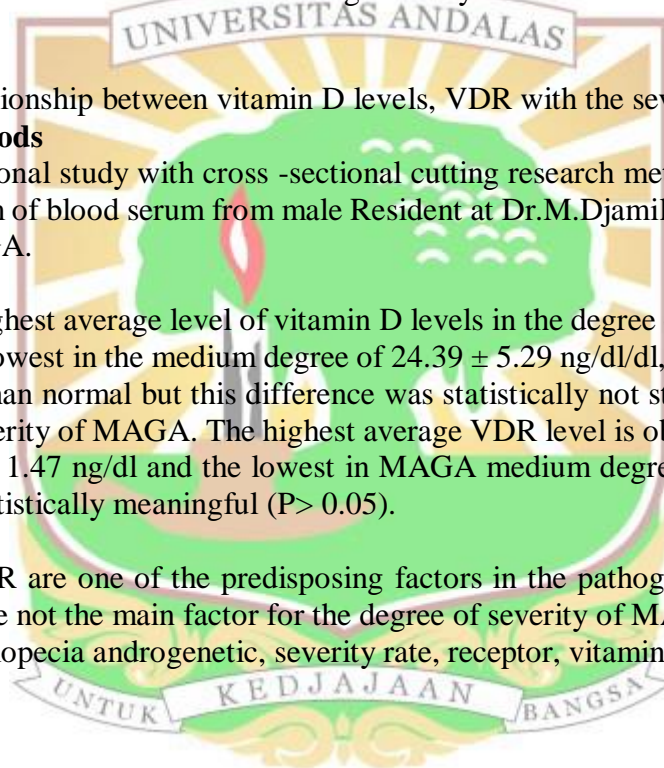 UNIVERSITAS ANDALAS
ionship between vitamin D levels, VDR with the sev
ods
onal study with cross -sectional cutting research me
of blood serum from male Resident at Dr.M.Djamil
A.
ghest average level of vitamin D levels in the degree
owest in the medium degree of 24.39 ± 5.29 ng/dl/dl,
han normal but this difference was statistically not st
erity of MAGA. The highest average VDR level is ob
1.47 ng/dl and the lowest in MAGA medium degre
tistically meaningful (P> 0.05).
R are one of the predisposing factors in the pathog
e not the main factor for the degree of severity of MA
lopecia androgenetic, severity rate, receptor, vitamin
UNTUK KEDJAJAAN BANGSA